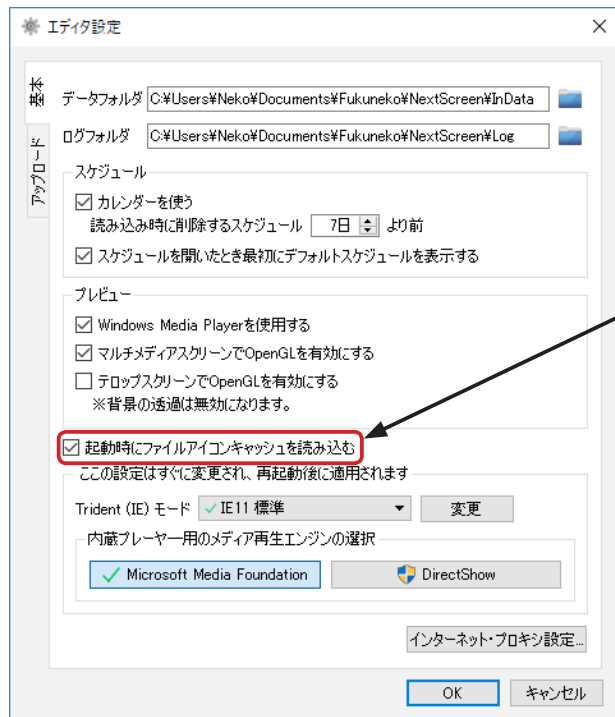 エディタ設定
基本
アップロード
データフォルダ C:¥Users¥Neko¥Documents¥Fukuneko¥NextScreen¥InData
ログフォルダ C:¥Users¥Neko¥Documents¥Fukuneko¥NextScreen¥Log
スケジュール
カレンダーを使う
読み込み時に削除するスケジュール 7日 より前
スケジュールを開いたとき最初にデフォルトスケジュールを表示する
プレビュー
Windows Media Playerを使用する
マルチメディアスクリーンでOpenGLを有効にする
テロップスクリーンでOpenGLを有効にする
※背景の透過は無効になります。
起動時にファイルアイコンキャッシュを読み込む
ここの設定はすぐに変更され、再起動後に適用されます
Trident (IE) モード IE11 標準 変更
内蔵プレーヤー用のメディア再生エンジンの選択
Microsoft Media Foundation DirectShow
インターネット・プロキシ設定...
OK キャンセル